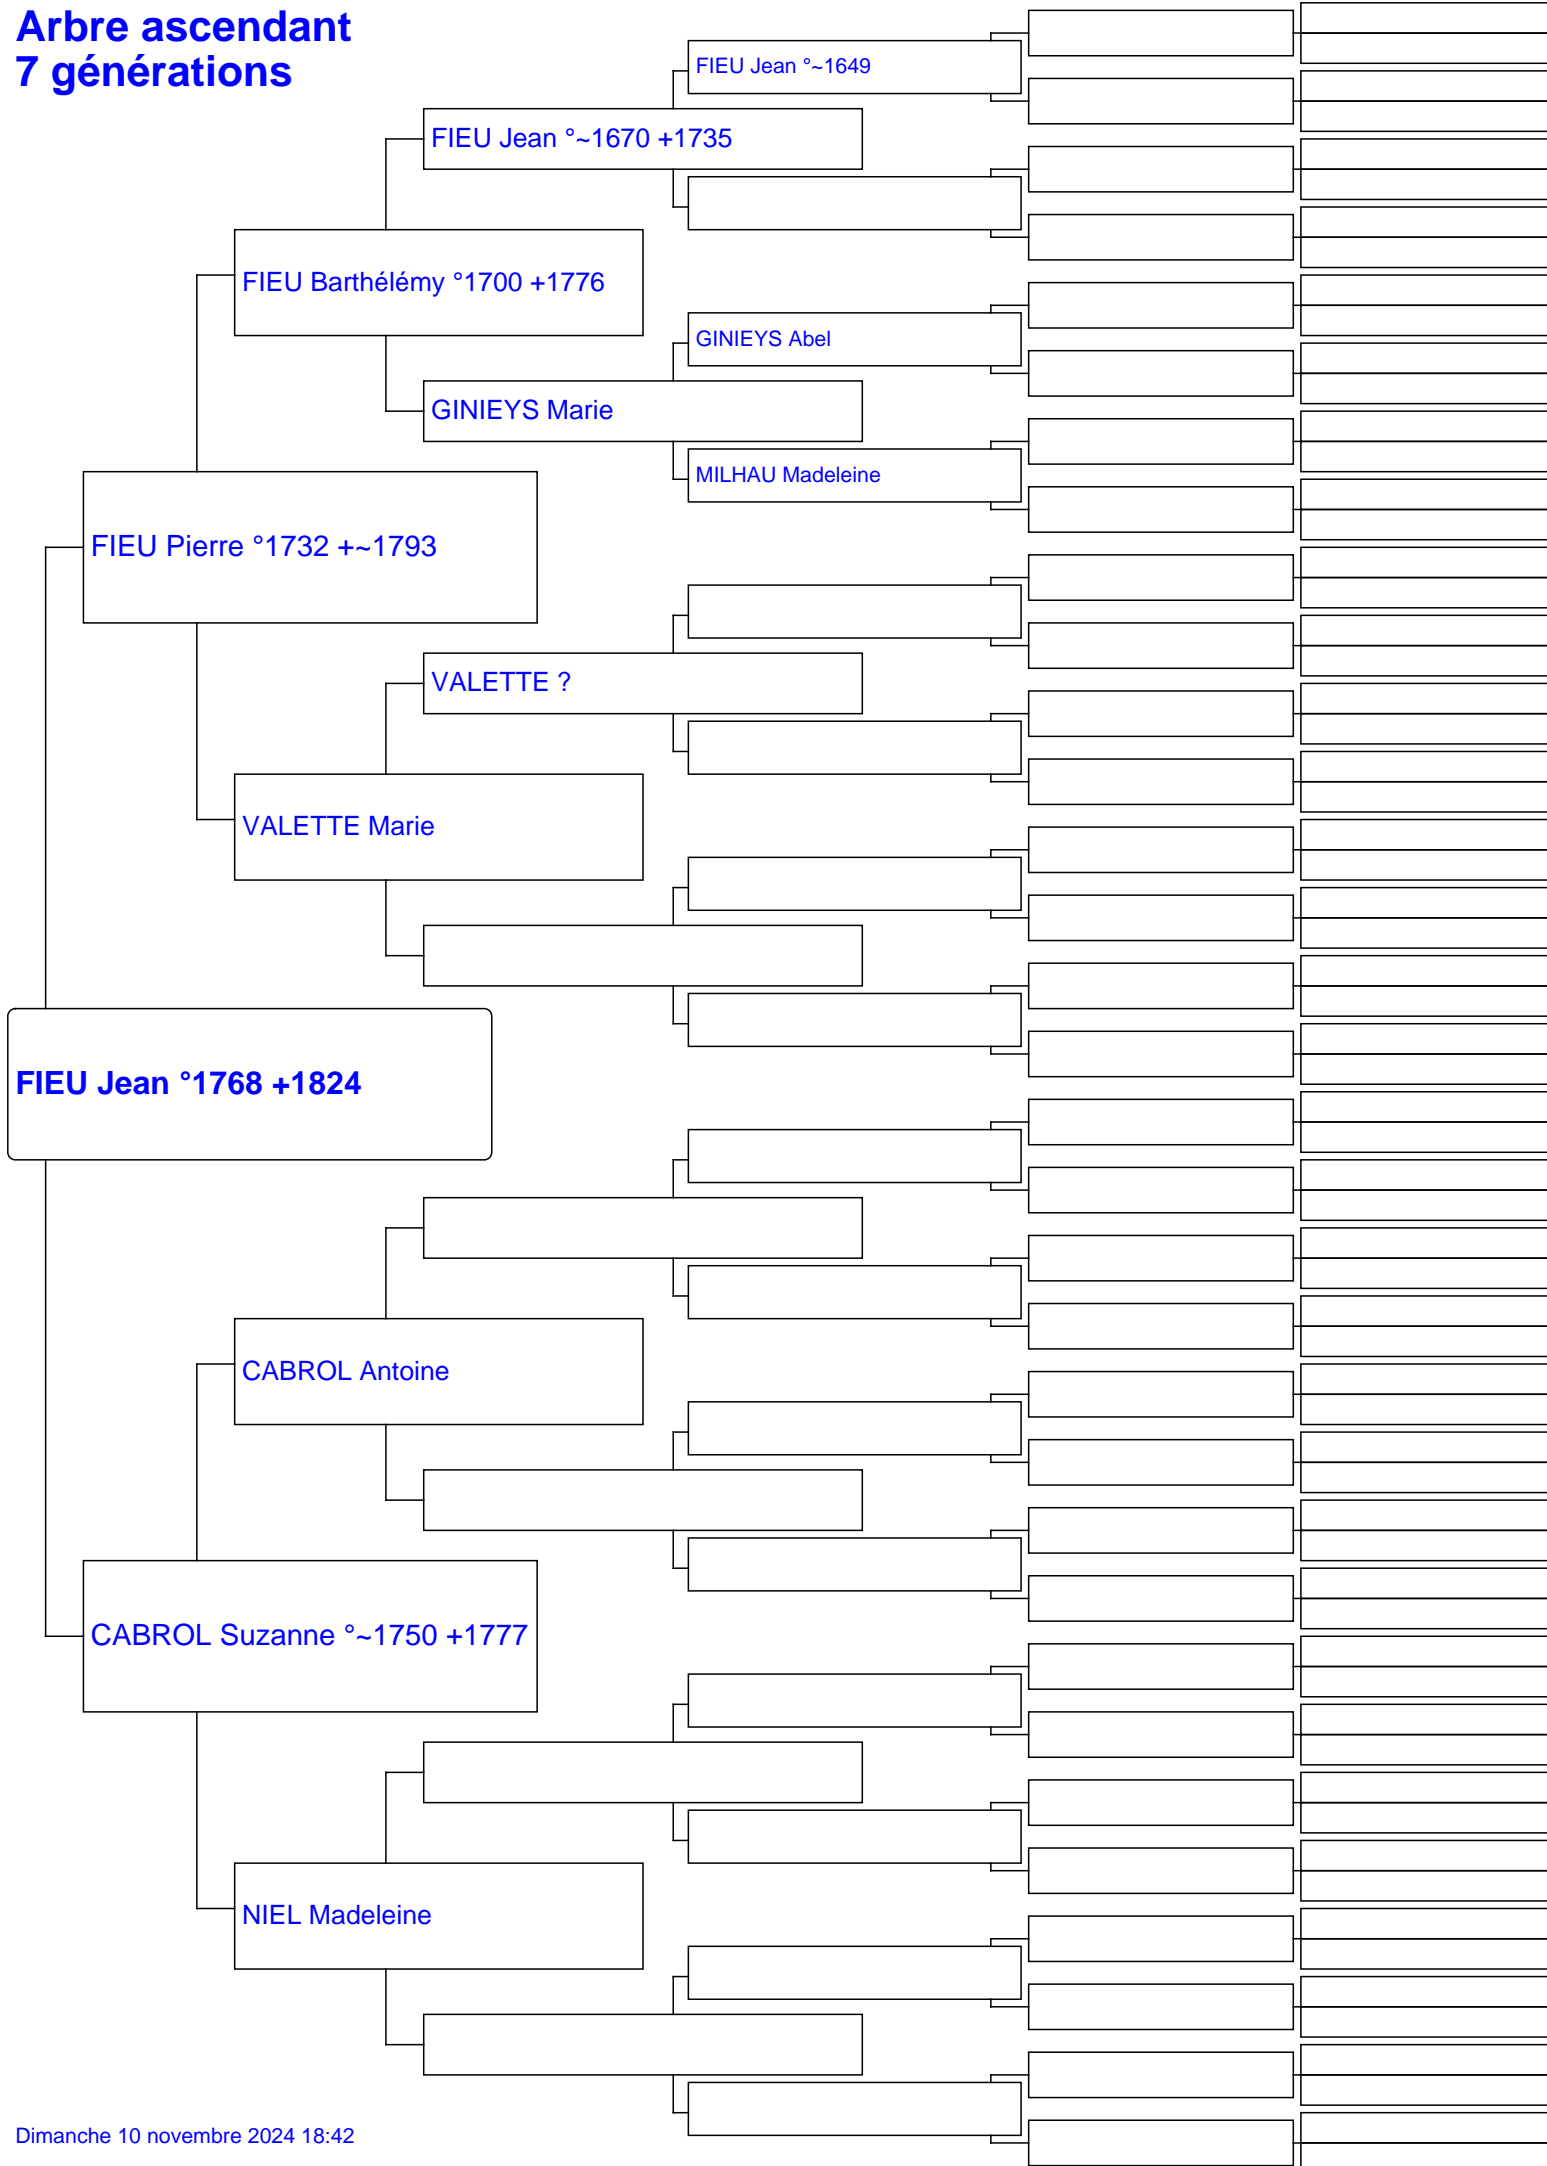 Arbre ascendant
7 générations
FIEU Jean °~1649
FIEU Jean °~1670 +1735
FIEU Barthélémy °1700 +1776
GINIEYS Abel
GINIEYS Marie
MILHAU Madeleine
FIEU Pierre °1732 +~1793
VALETTE ?
VALETTE Marie
FIEU Jean °1768 +1824
CABROL Antoine
CABROL Suzanne °~1750 +1777
NIEL Madeleine
Dimanche 10 novembre 2024 18:42